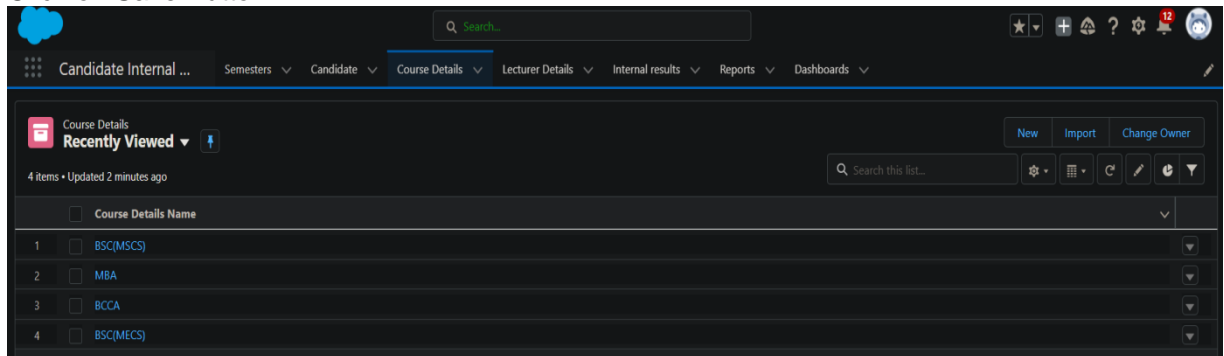 Search...
12
Candidate Internal ... Semesters Candidate Course Details Lecturer Details Internal results Reports Dashboards
Course Details
Recently Viewed
New Import Change Owner
4 items • Updated 2 minutes ago
Search this list...
Course Details Name
1 BSC(MSCS)
2 MBA
3 BCCA
4 BSC(MECS)